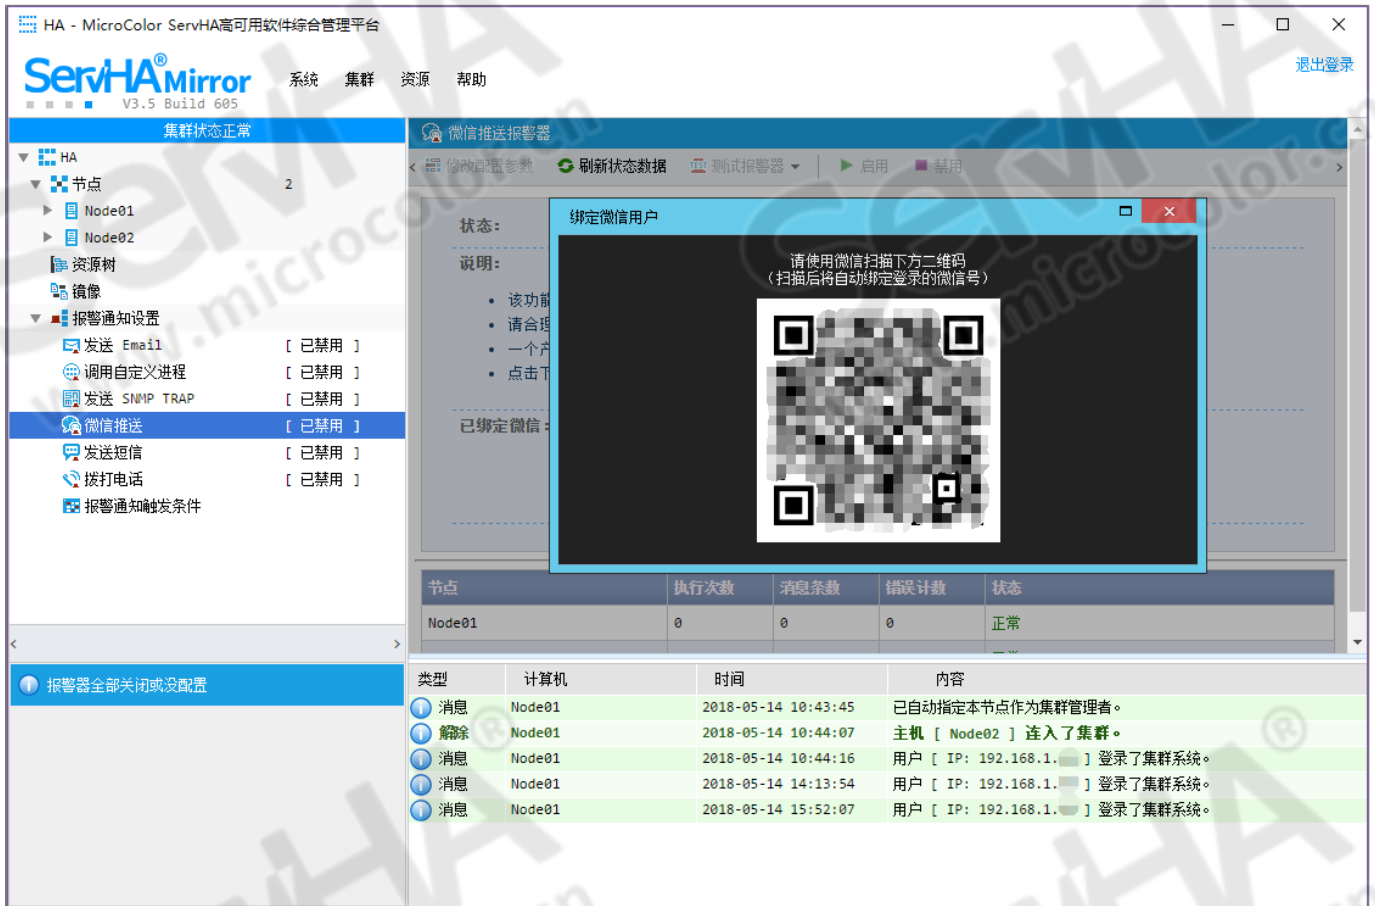 HA - MicroColor ServHA高可用软件综合管理平台
ServHA® Mirror
V3.5 Build 605
系统 集群 资源 帮助
退出登录
集群状态正常
HA
节点 2
Node01
Node02
资源树
镜像
报警通知设置
发送 Email [ 已禁用 ]
调用自定义进程 [ 已禁用 ]
发送 SNMP TRAP [ 已禁用 ]
微信推送 [ 已禁用 ]
发送短信 [ 已禁用 ]
拨打电话 [ 已禁用 ]
报警通知触发条件
报警器全部关闭或没配置
微信推送报警器
修改配置参数 刷新状态数据 TEST 测试报警器 启用 禁用
状态：
说明：
该功能
请合理
一个产
点击下
已绑定微信：
绑定微信用户
请使用微信扫描下方二维码
（扫描后将自动绑定登录的微信号）
节点 执行次数 消息条数 错误计数 状态
Node01 0 0 0 正常
类型 计算机 时间 内容
消息 Node01 2018-05-14 10:43:45 已自动指定本节点作为集群管理者。
解除 Node01 2018-05-14 10:44:07 主机 [ Node02 ] 连入了集群。
消息 Node01 2018-05-14 10:44:16 用户 [ IP: 192.168.1. ] 登录了集群系统。
消息 Node01 2018-05-14 14:13:54 用户 [ IP: 192.168.1. ] 登录了集群系统。
消息 Node01 2018-05-14 15:52:07 用户 [ IP: 192.168.1. ] 登录了集群系统。
ServHA®
www.microcolor.cn